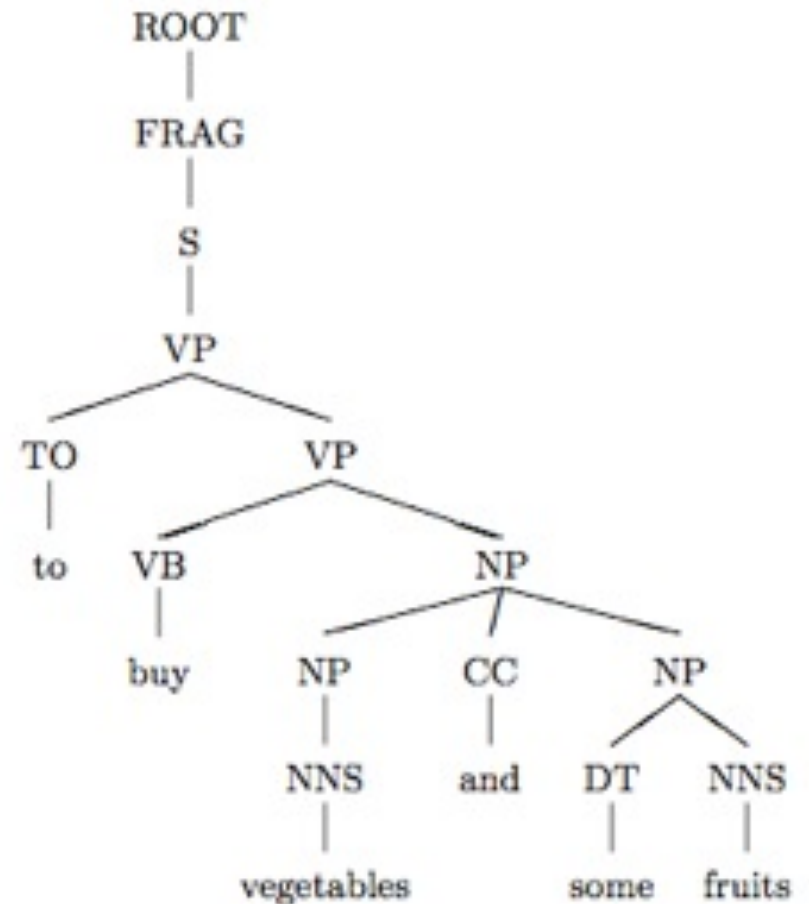 ROOT
FRAG
S
VP
TO VP
to VB NP
buy NP CC NP
NNS and DT NNS
vegetables some fruits